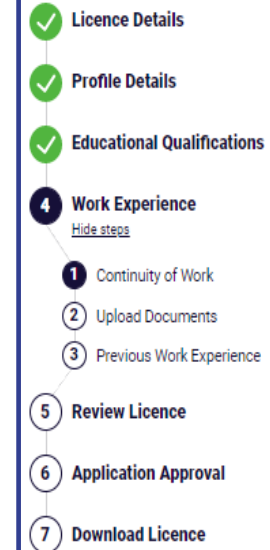 Licence Details
Profile Details
Educational Qualifications
4 Work Experience
Hide steps
1 Continuity of Work
2 Upload Documents
3 Previous Work Experience
5 Review Licence
6 Application Approval
7 Download Licence